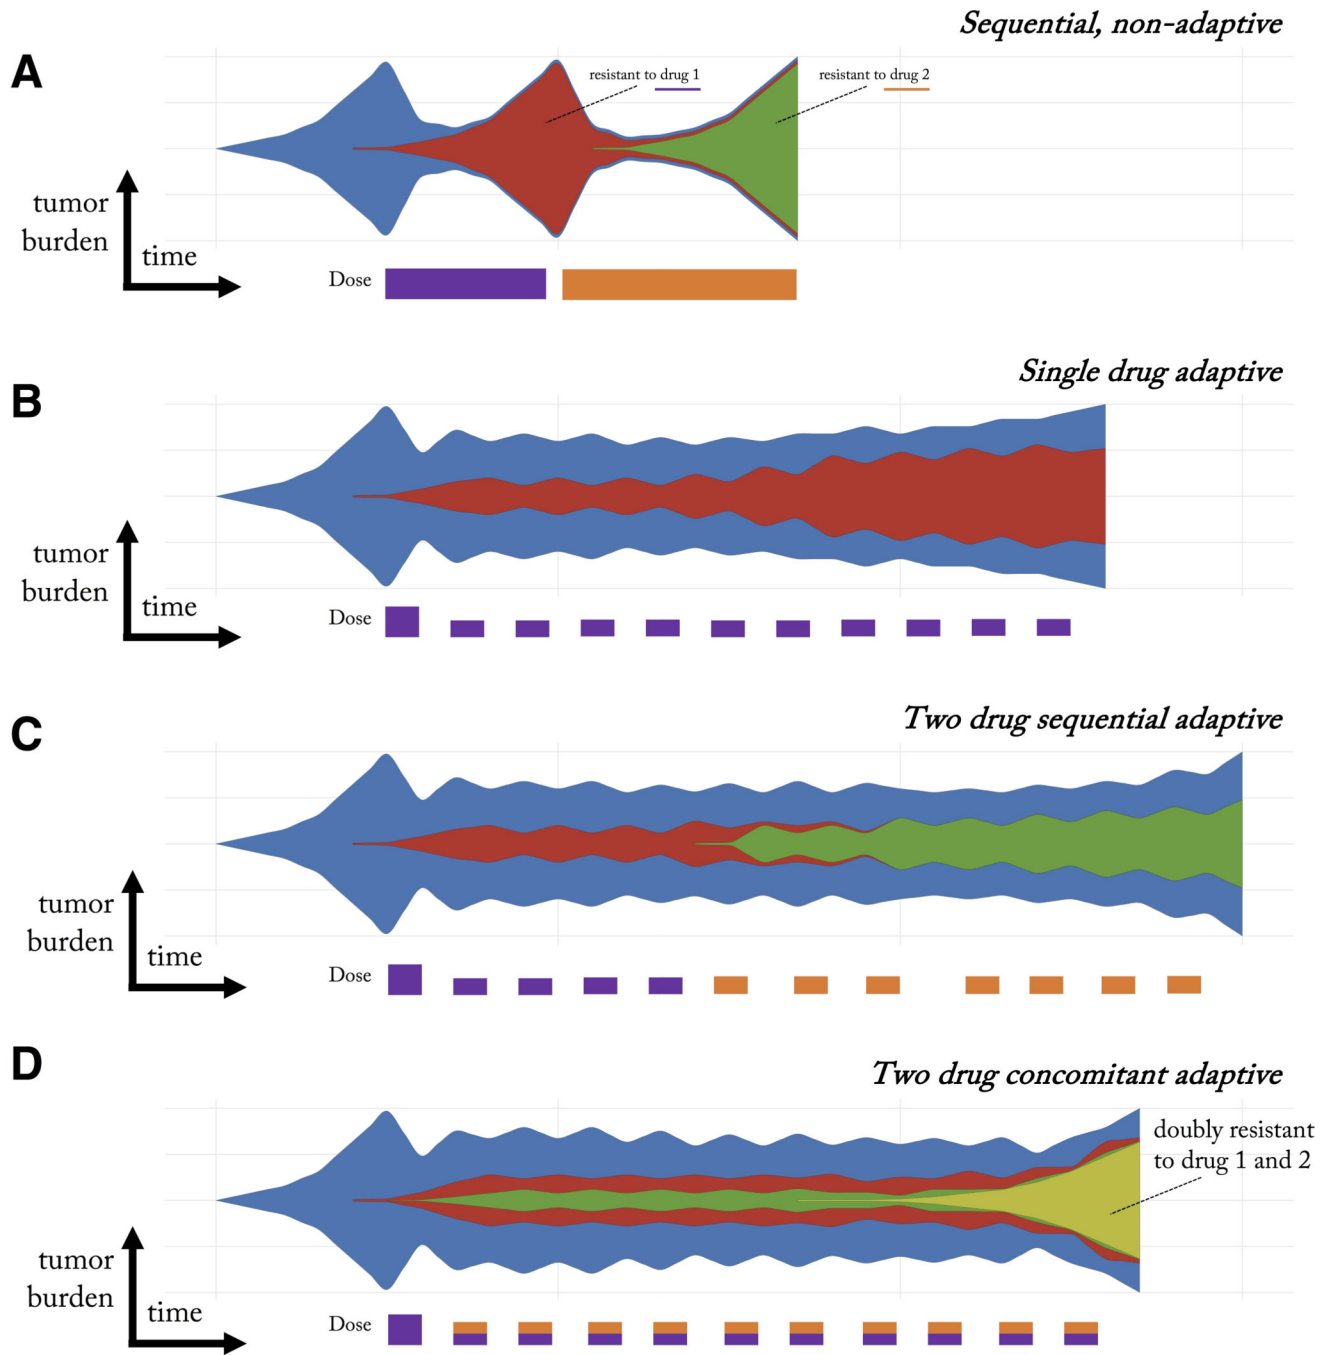 Sequential, non-adaptive
A
resistant to drug 1
resistant to drug 2
tumor
burden
time
Dose
Single drug adaptive
B
tumor
burden
time
Dose
Two drug sequential adaptive
C
tumor
burden
time
Dose
D
Two drug concomitant adaptive
doubly resistant
to drug 1 and 2
tumor
burden
time
Dose